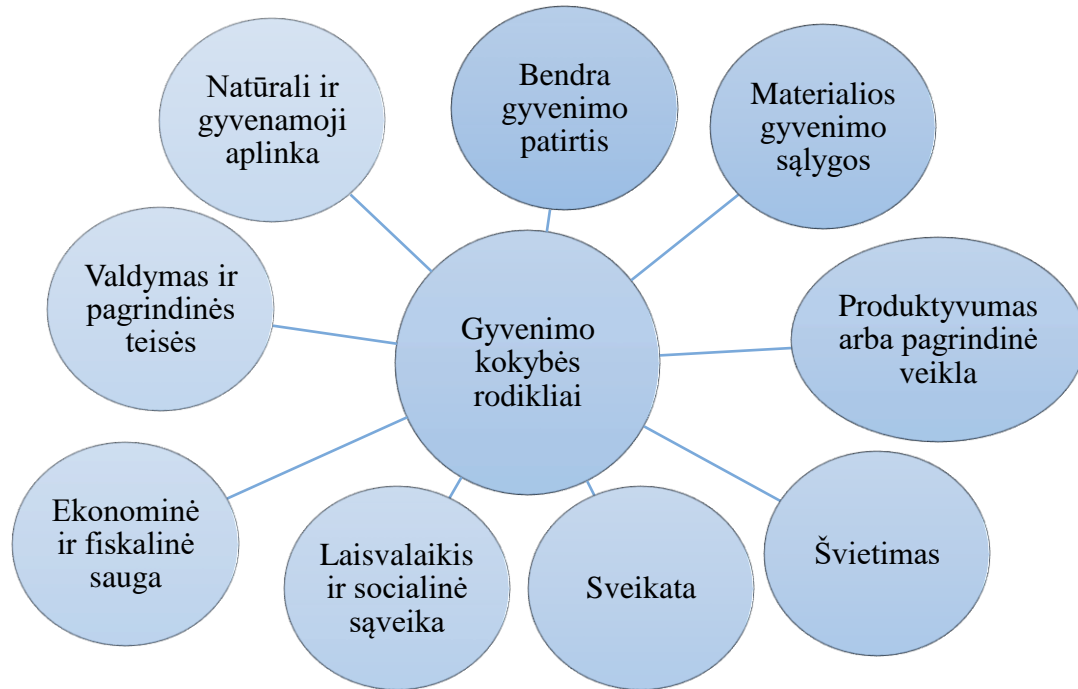 Bendra
gyvenimo
patirtis
Materialios
gyvenimo
sąlygos
Produktyvumas
arba pagrindinė
veikla
Švietimas
Sveikata
Laisvalaikis
ir socialinė
sąveika
Ekonominė
ir fiskalinė
sauga
Valdymas ir
pagrindinės
teisės
Natūrali ir
gyvenamoji
aplinka
Gyvenimo
kokybės
rodikliai